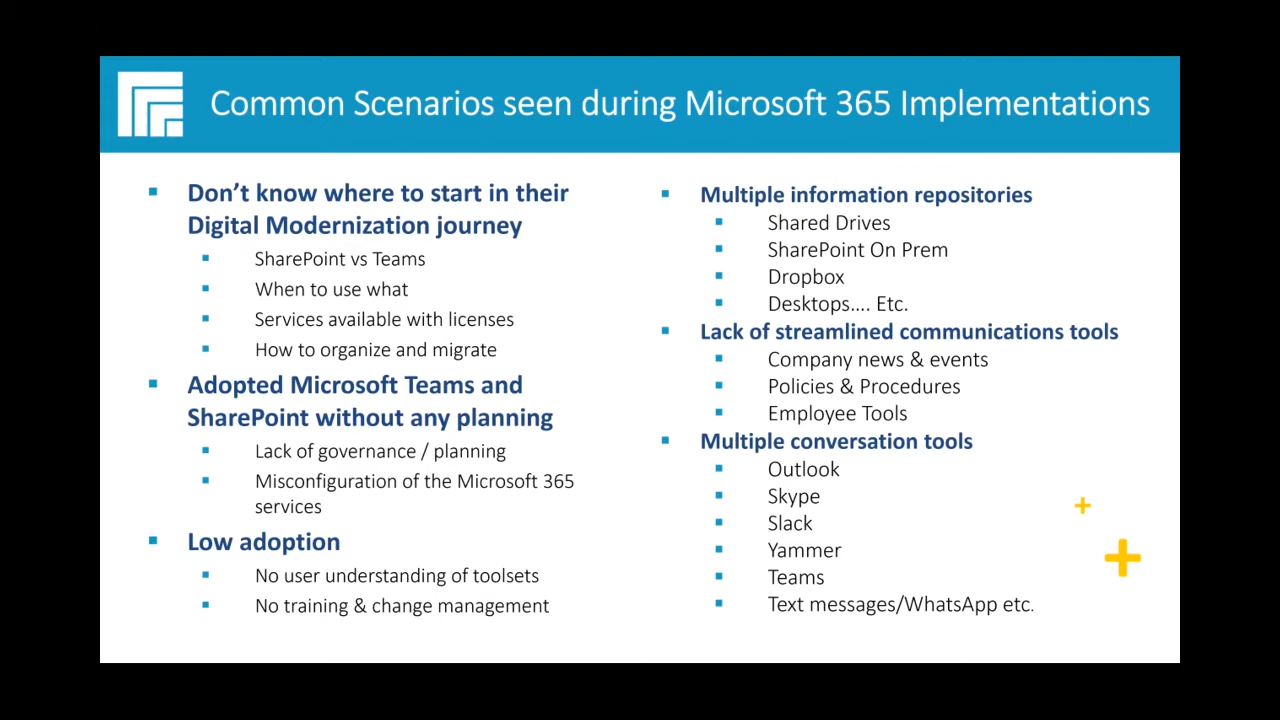 Common Scenarios seen during Microsoft 365 Implementations
Don’t know where to start in their
Digital Modernization journey
SharePoint vs Teams
When to use what
Services available with licenses
How to organize and migrate
Adopted Microsoft Teams and
SharePoint without any planning
Lack of governance / planning
Misconfiguration of the Microsoft 365
services
Low adoption
No user understanding of toolsets
No training & change management
Multiple information repositories
Shared Drives
SharePoint On Prem
Dropbox
Desktops.... Etc.
Lack of streamlined communications tools
Company news & events
Policies & Procedures
Employee Tools
Multiple conversation tools
Outlook
Skype
Slack
Yammer
Teams
Text messages/WhatsApp etc.